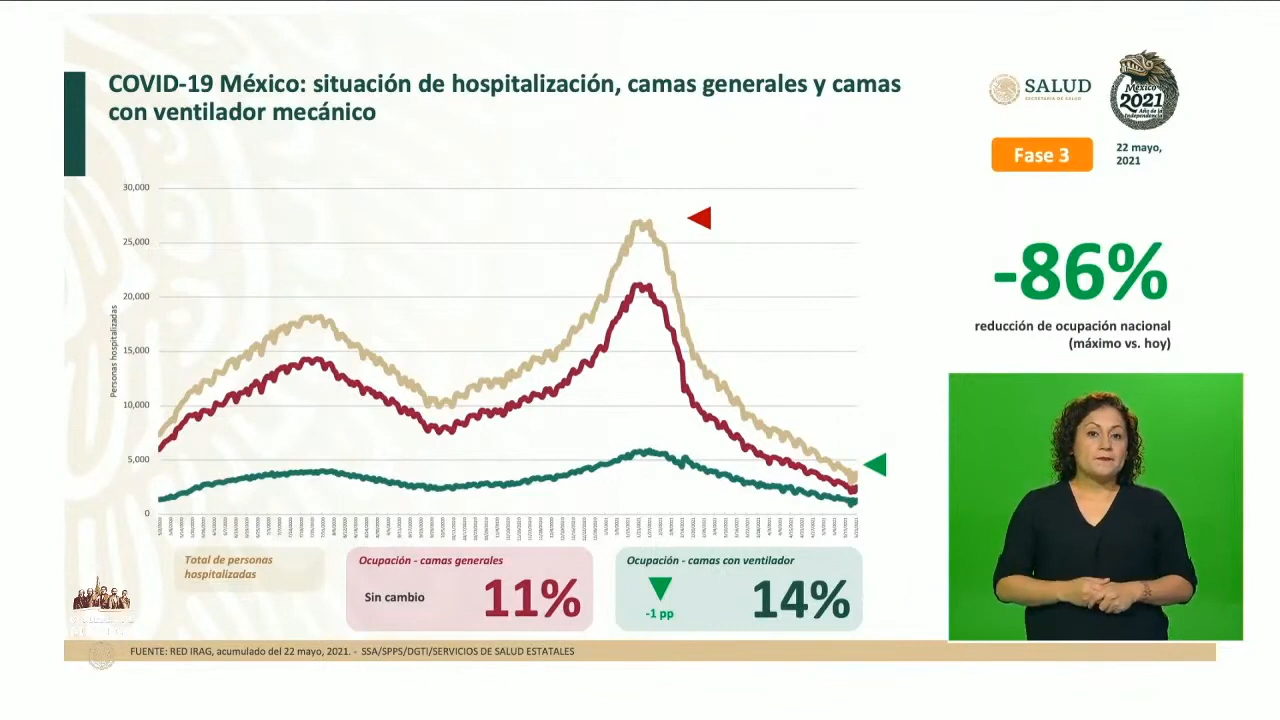 COVID-19 México: situación de hospitalización, camas generales y camas
con ventilador mecánico
SALUD
SECRETARÍA DE SALUD
México
2021
Año de la
Independencia
Fase 3
22 mayo,
2021
30,000
25,000
20,000
15,000
10,000
5,000
0
Personas hospitalizadas
-86%
reducción de ocupación nacional
(máximo vs. hoy)
Total de personas
hospitalizadas
Ocupación - camas generales
Sin cambio
11%
Ocupación - camas con ventilador
-1 pp
14%
FUENTE: RED IRAG, acumulado del 22 mayo, 2021. - SSA/SPPS/DGTI/SERVICIOS DE SALUD ESTATALES